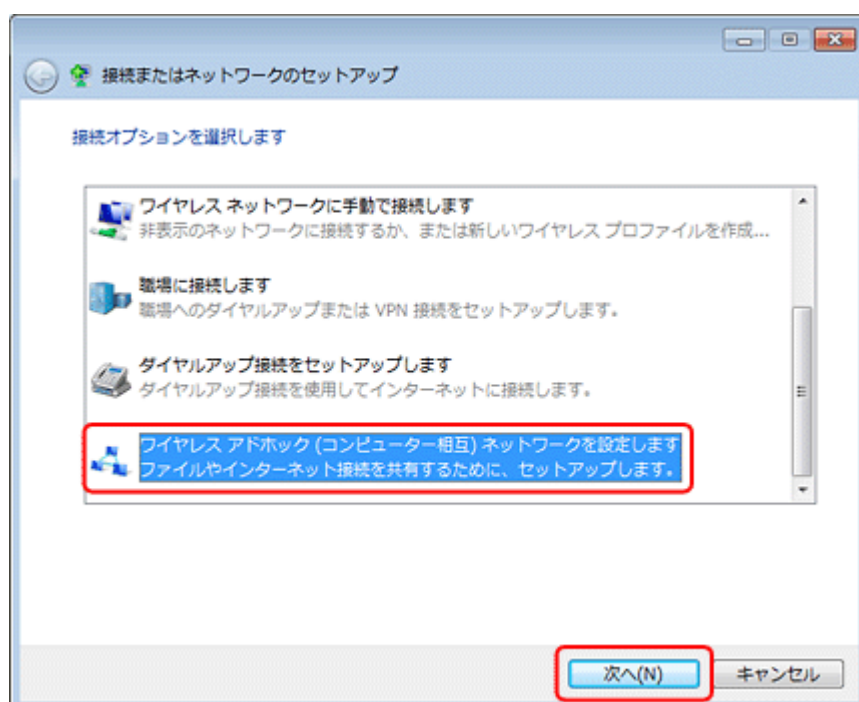 接続またはネットワークのセットアップ
接続オプションを選択します
ワイヤレス ネットワークに手動で接続します
非表示のネットワークに接続するか、または新しいワイヤレス プロファイルを作成...
職場に接続します
職場へのダイヤルアップまたは VPN 接続をセットアップします。
ダイヤルアップ接続をセットアップします
ダイヤルアップ接続を使用してインターネットに接続します。
ワイヤレス アドホック (コンピューター相互) ネットワークを設定します
ファイルやインターネット接続を共有するために、セットアップします。
次へ(N)
キャンセル